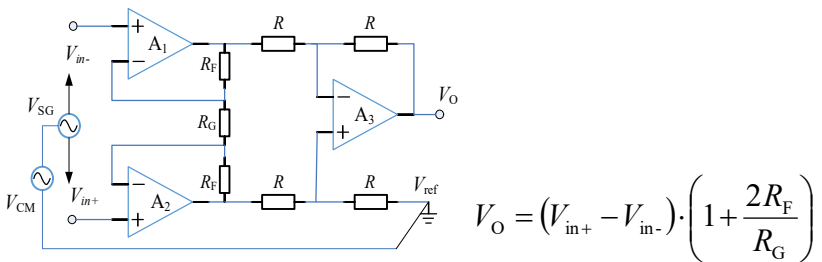 R R
+
A₁
V_in-
−
R_F
V_SG
R_G
−
A₃
+
V_O
V_CM
V_in+
−
A₂
+
R_F
R R
V_ref
V_O = (V_in+ − V_in-) · (1 + 2R_F / R_G)